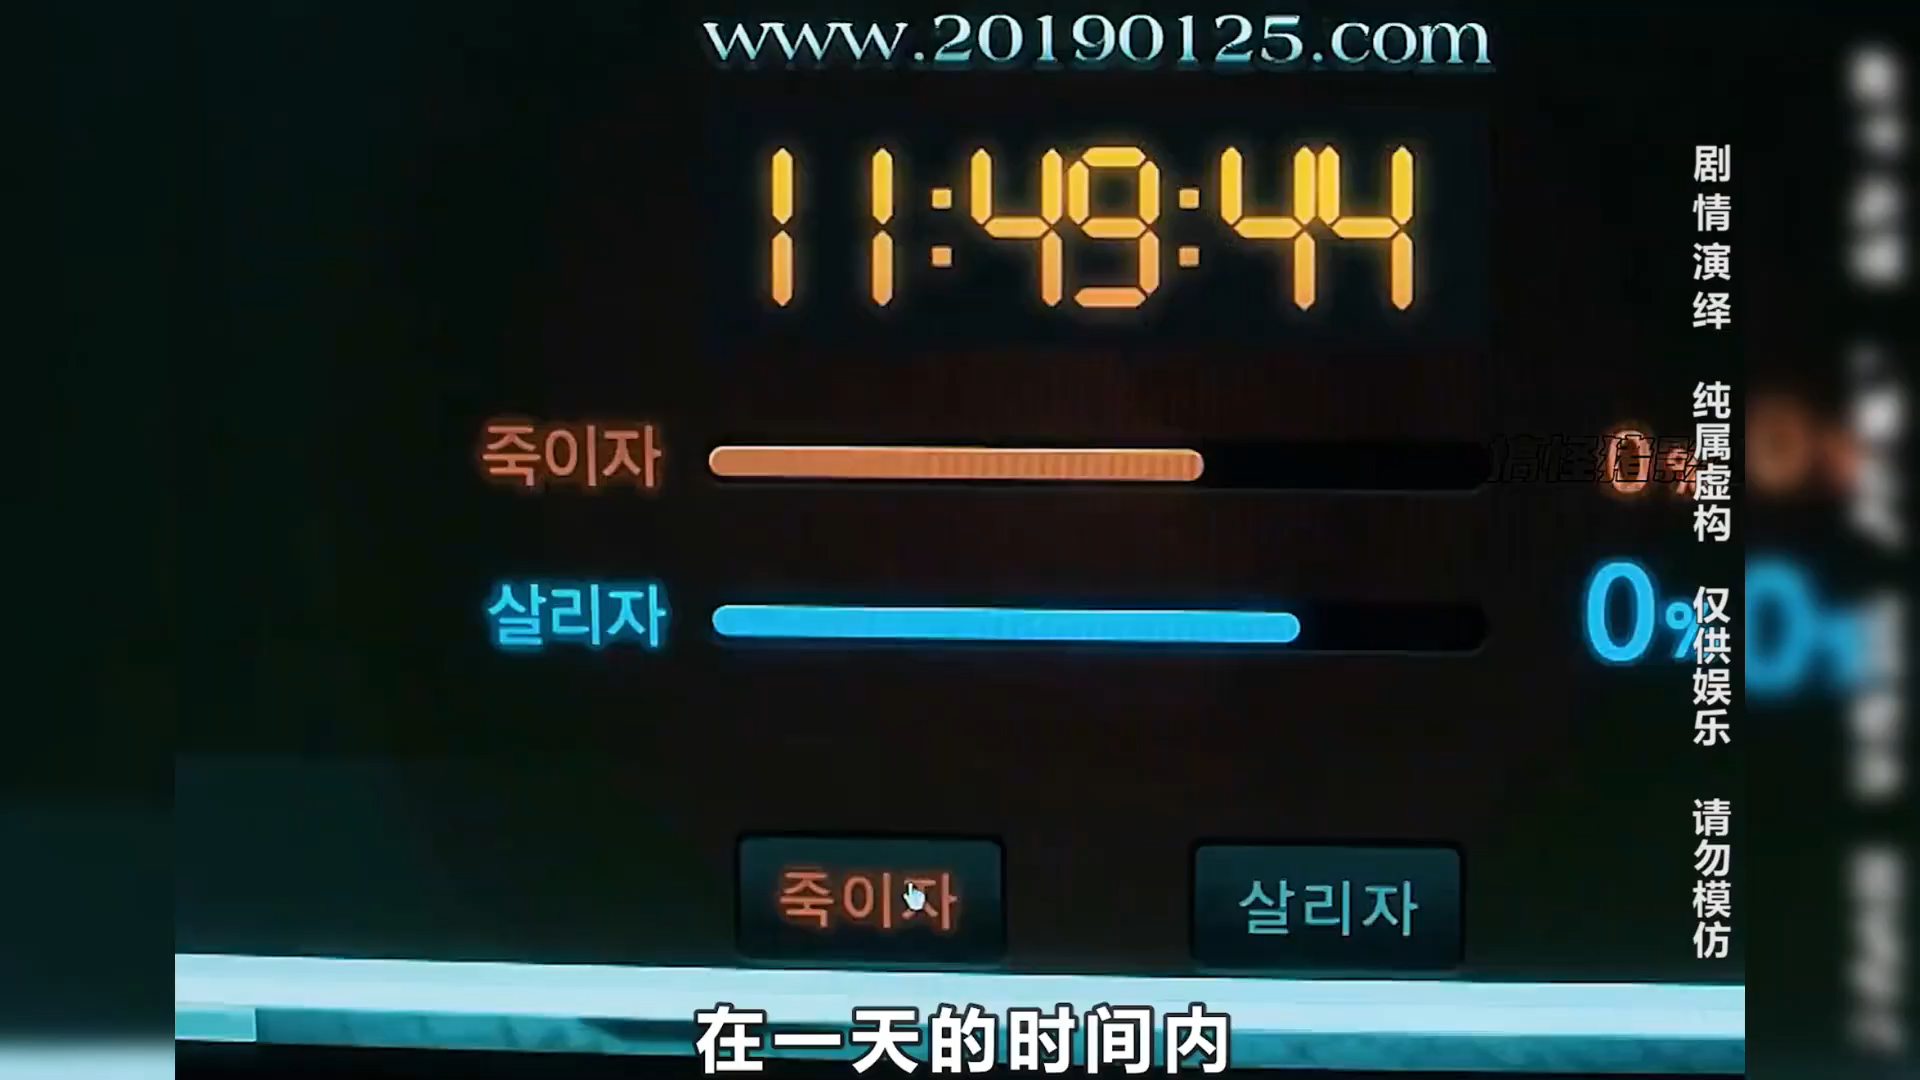 www.20190125.com
11:49:44
죽이자
0%
살리자
0%
죽이자
살리자
剧情演绎 纯属虚构 仅供娱乐 请勿模仿
在一天的时间内